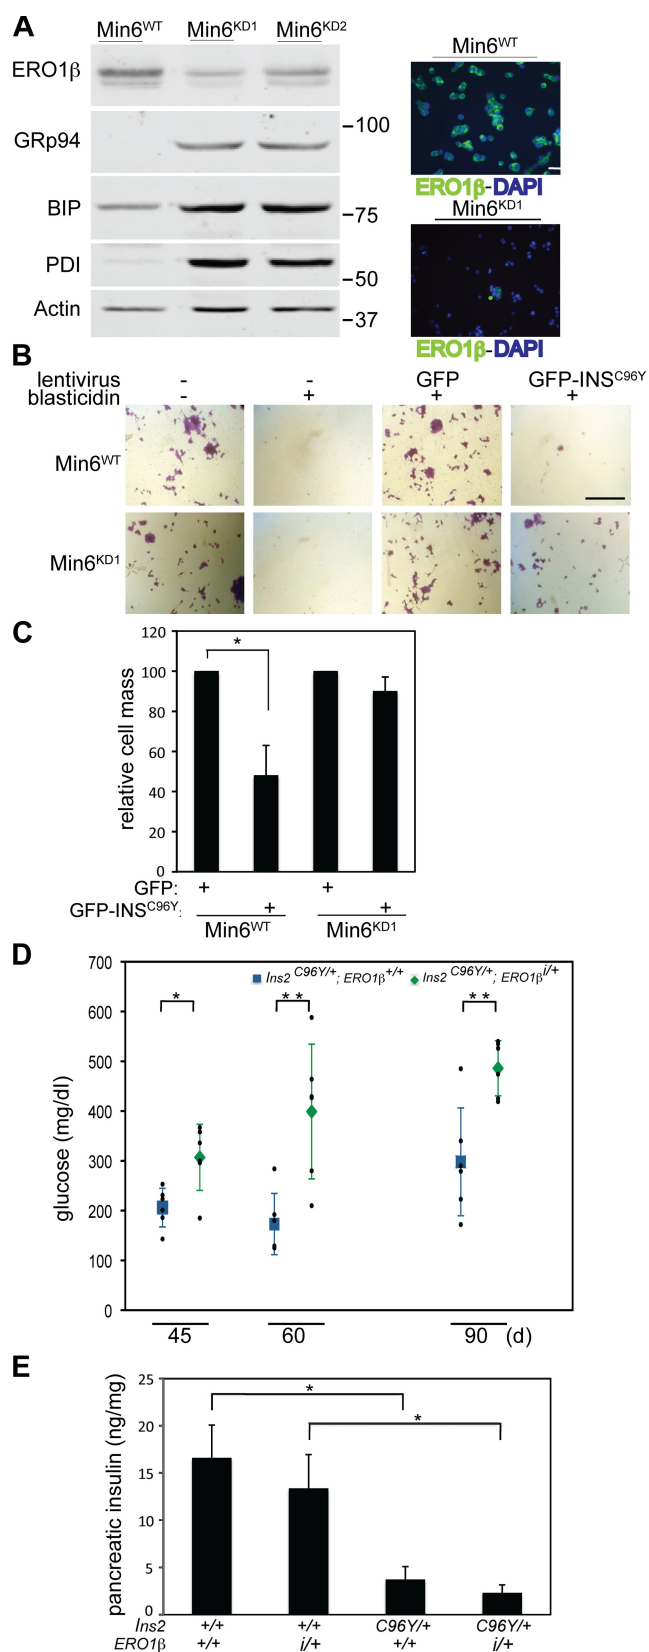 A
Min6WT Min6KD1 Min6KD2
ERO1β
GRp94
BIP
PDI
Actin
–100
–75
–50
–37
Min6WT
ERO1β-DAPI
Min6KD1
ERO1β-DAPI
B
lentivirus - - GFP GFP-INSC96Y
blasticidin - + + +
Min6WT
Min6KD1
C
relative cell mass
120
100
80
60
40
20
0
*
GFP: + +
GFP-INSC96Y: + +
Min6WT Min6KD1
D
glucose (mg/dl)
700
600
500
400
300
200
100
0
Ins2 C96Y/+; ERO1β+/+ Ins2 C96Y/+; ERO1βi/+
* ** **
45 60 90 (d)
E
pancreatic insulin (ng/mg)
25
20
15
10
5
0
*
*
Ins2 +/+ +/+ C96Y/+ C96Y/+
ERO1β +/+ i/+ +/+ i/+